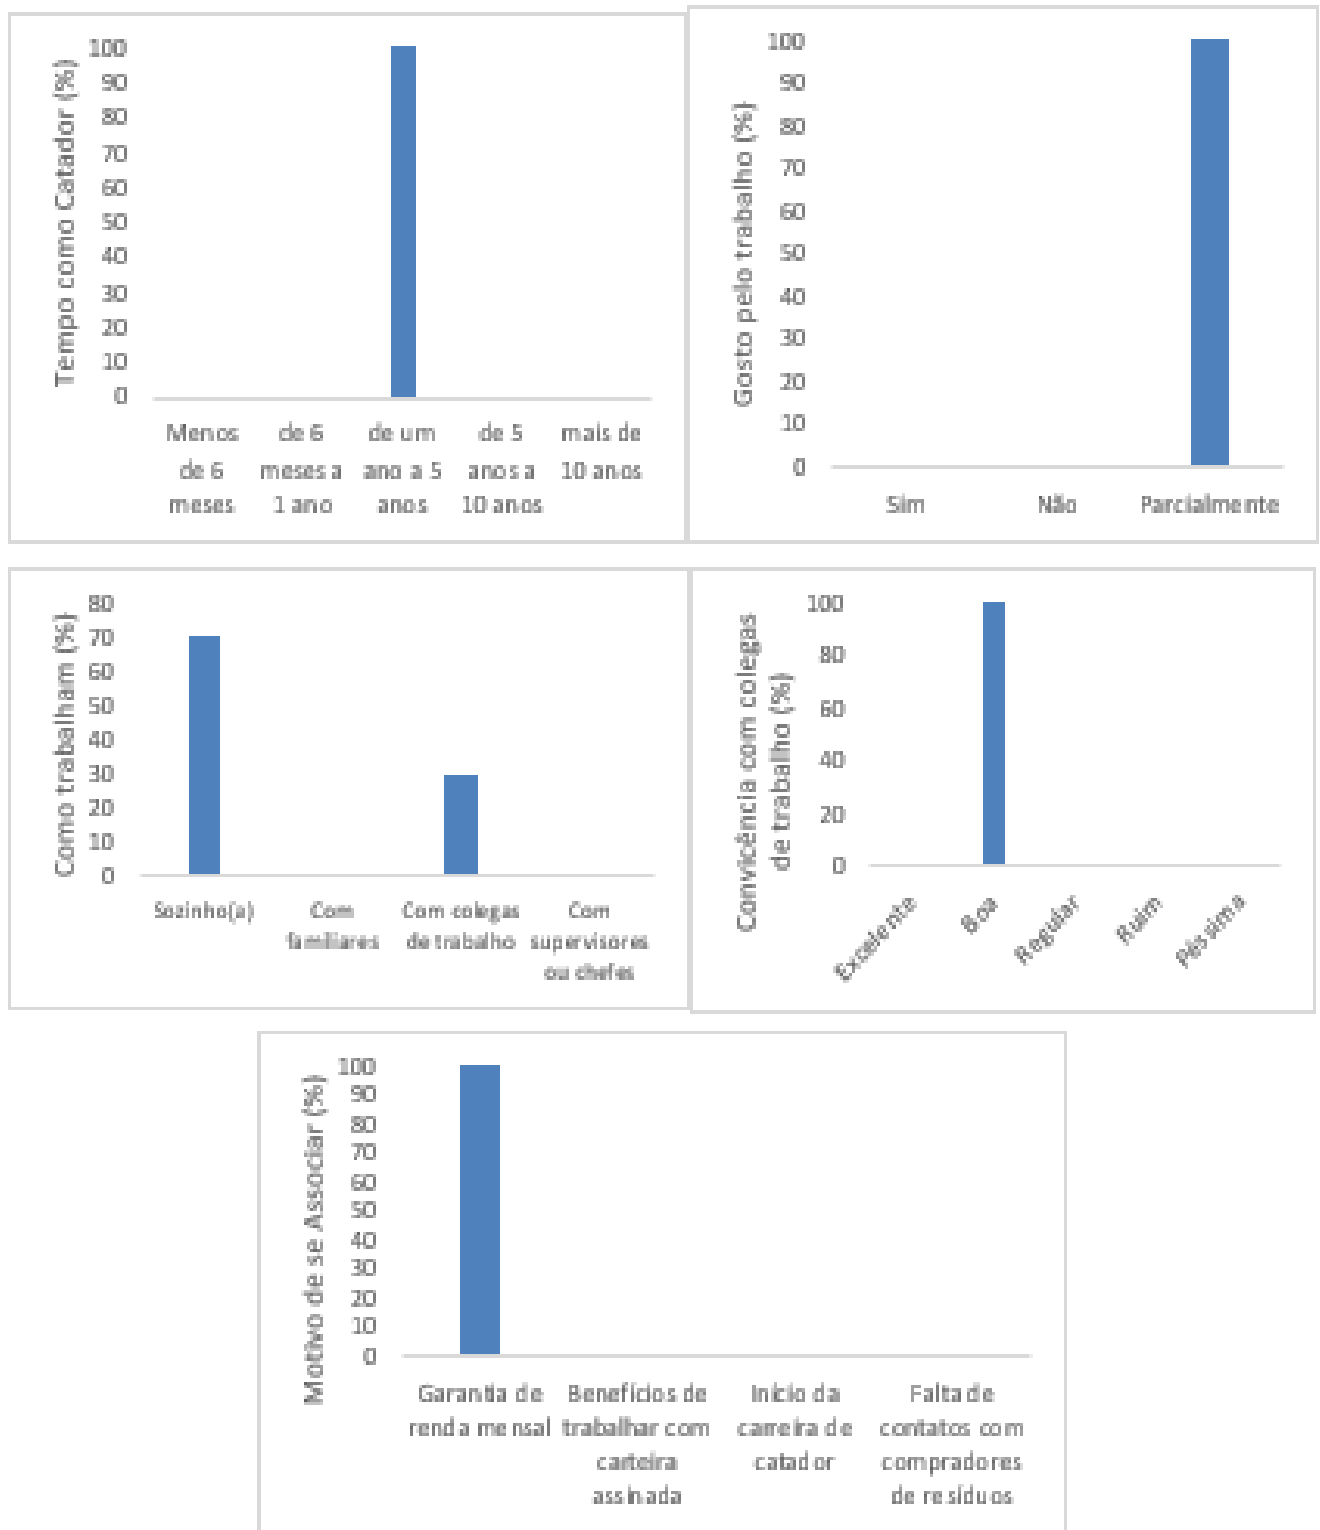 Tempo como Catador (%)
100
90
80
70
60
50
40
30
20
10
0
Menos de 6 meses
de 6 meses a 1 ano
de um ano a 5 anos
de 5 anos a 10 anos
mais de 10 anos
Gosto pelo trabalho (%)
100
90
80
70
60
50
40
30
20
10
0
Sim
Não
Parcialmente
Como trabalham (%)
80
70
60
50
40
30
20
10
0
Sozinho(a)
Com familiares
Com colegas de trabalho
Com supervisores ou chefes
Convicência com colegas
de trabalho (%)
100
80
60
40
20
0
Excelente
Boa
Regular
Ruim
Péssima
Motivo de se Associar (%)
100
90
80
70
60
50
40
30
20
10
0
Garantia de renda mensal
Benefícios de trabalhar com carteira assinada
Início da carreira de catador
Falta de contatos com compradores de resíduos